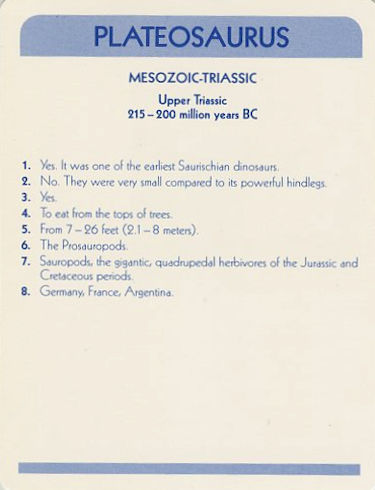 PLATEOSAURUS
MESOZOIC-TRIASSIC
Upper Triassic
215 – 200 million years BC
1. Yes. It was one of the earliest Saurischian dinosaurs.
2. No. They were very small compared to its powerful hindlegs.
3. Yes.
4. To eat from the tops of trees.
5. From 7 – 26 feet (2.1 – 8 meters).
6. The Prosauropods.
7. Sauropods, the gigantic, quadrupedal herbivores of the Jurassic and
Cretaceous periods.
8. Germany, France, Argentina.